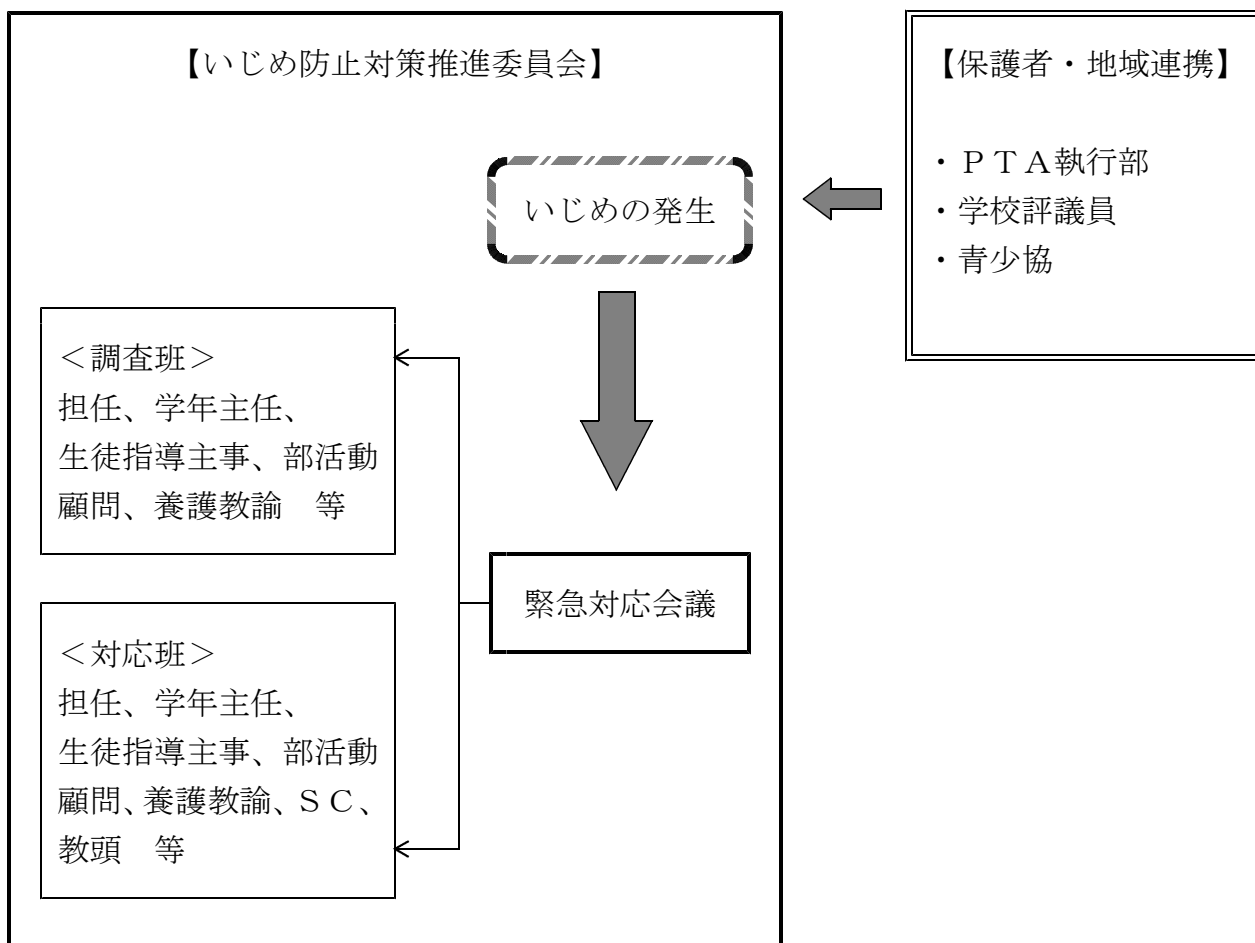 【いじめ防止対策推進委員会】
いじめの発生
＜調査班＞
担任、学年主任、
生徒指導主事、部活動
顧問、養護教諭　等
緊急対応会議
＜対応班＞
担任、学年主任、
生徒指導主事、部活動
顧問、養護教諭、ＳＣ、
教頭　等
【保護者・地域連携】
・ＰＴＡ執行部
・学校評議員
・青少協